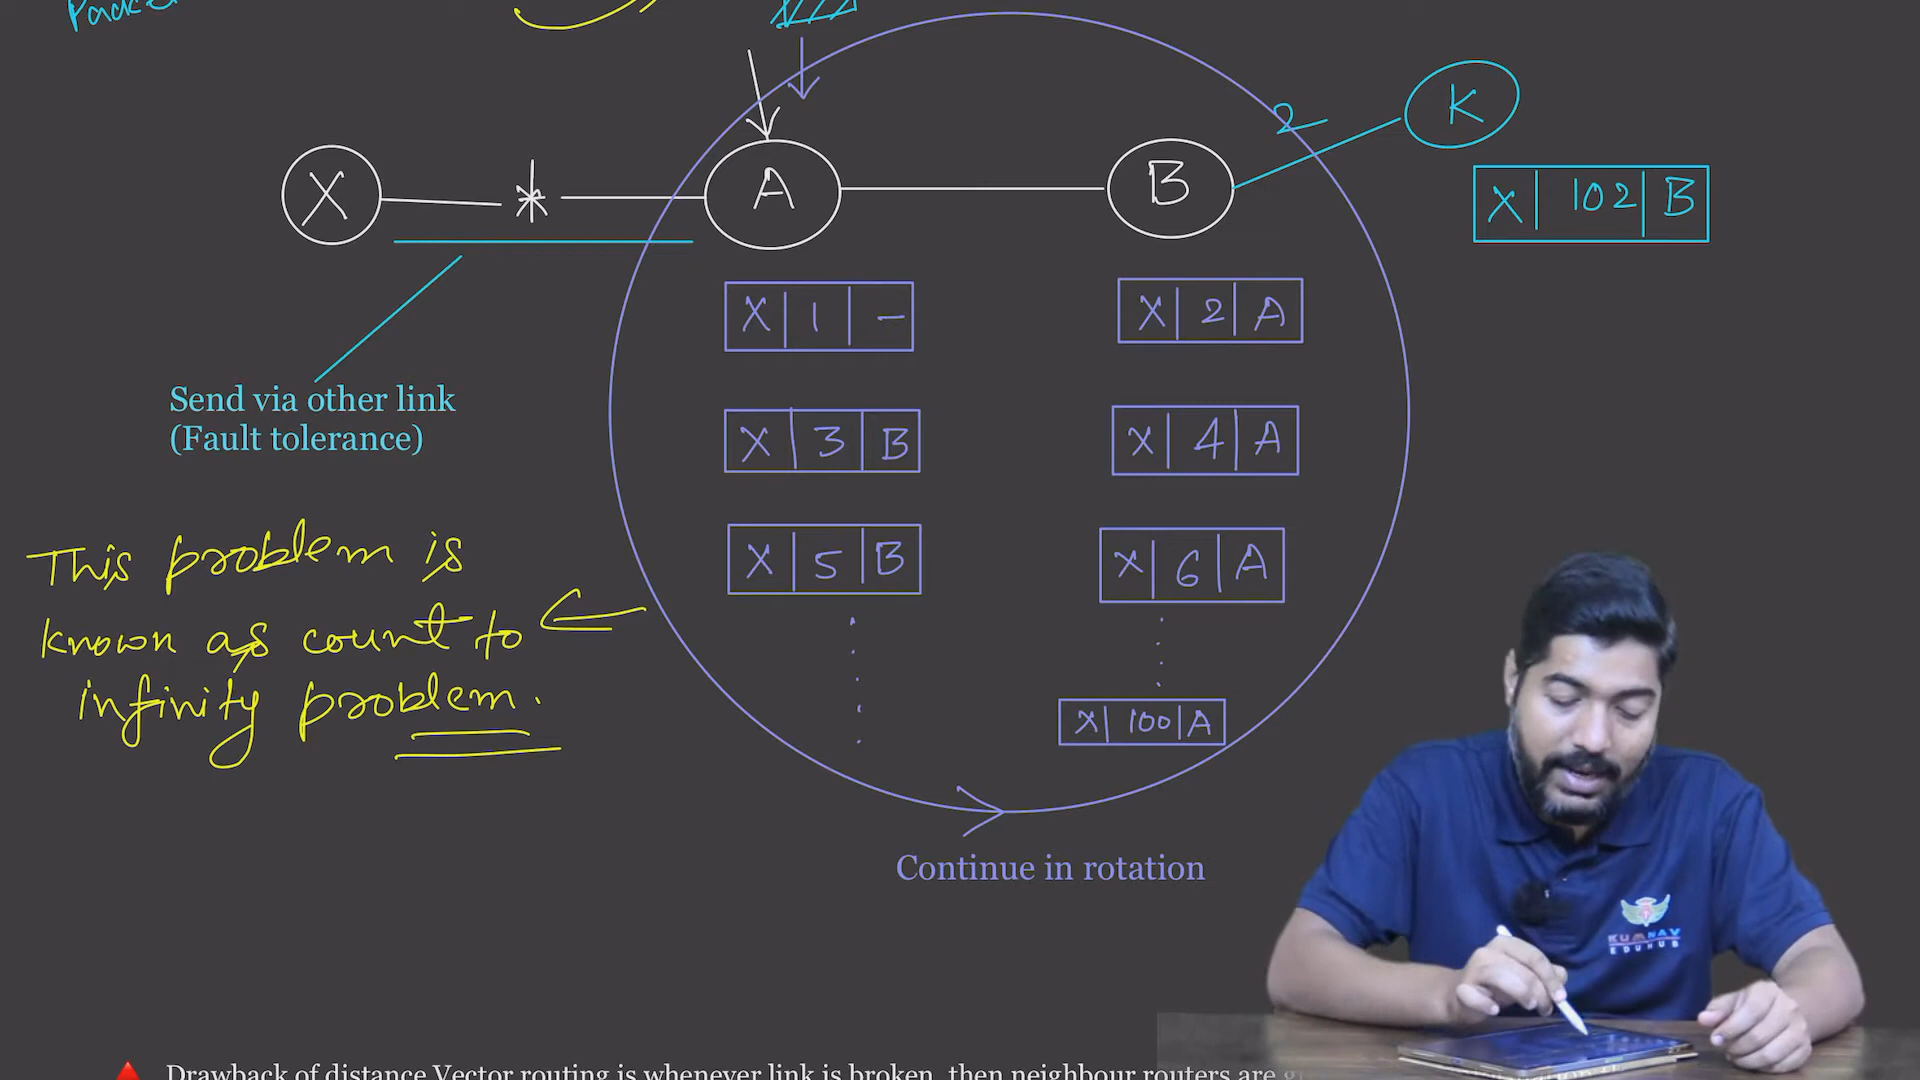 2
K
X
A
B
X 102 B
X 1 -
X 2 A
Send via other link
(Fault tolerance)
X 3 B
X 4 A
This problem is
known as count to
infinity problem.
X 5 B
X 6 A
X 100 A
Continue in rotation
KUMNAV
EDUHUB
Drawback of distance Vector routing is whenever link is broken, then neighbour routers are